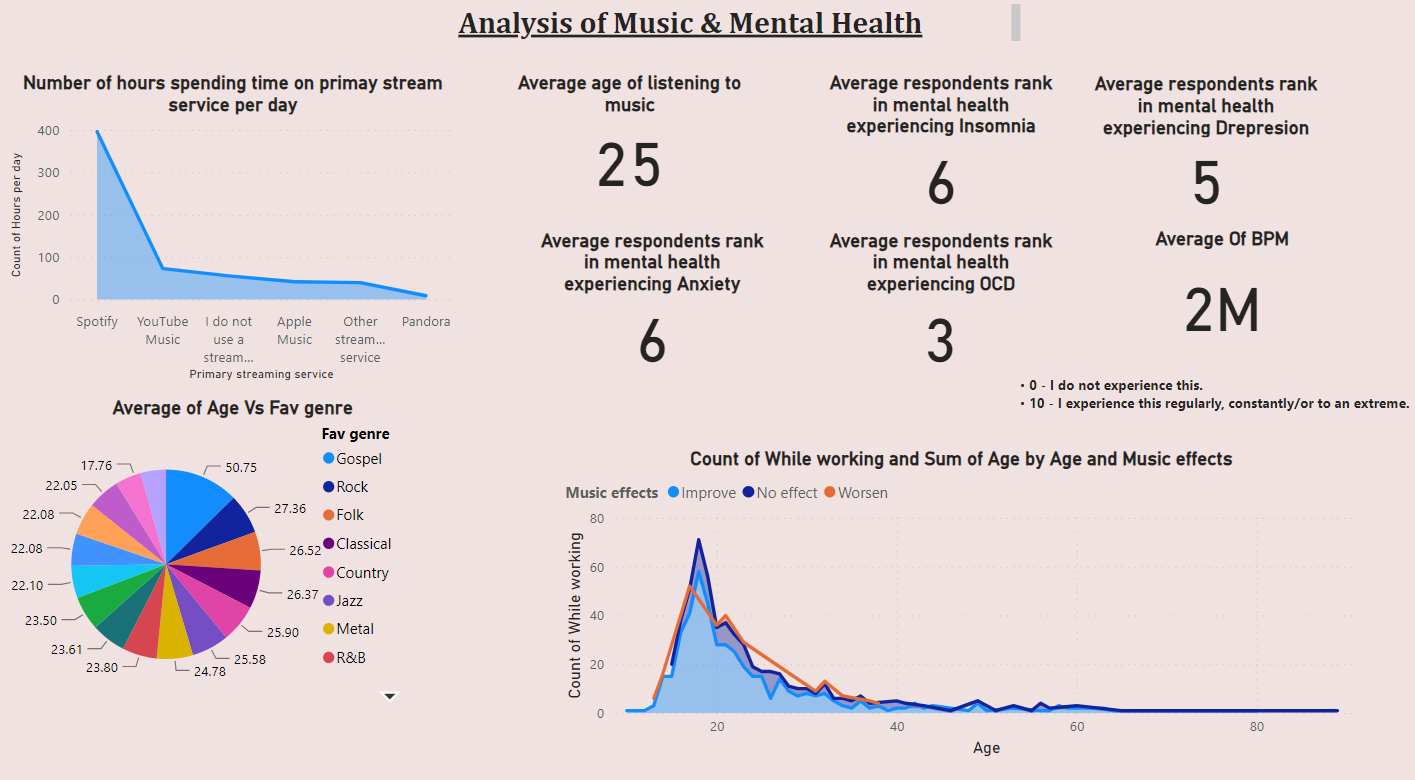 Analysis of Music & Mental Health
Number of hours spending time on primay stream
service per day
Count of Hours per day
400
300
200
100
0
Spotify
YouTube
Music
I do not
use a
stream...
Apple
Music
Other
stream...
service
Pandora
Primary streaming service
Average age of listening to
music
25
Average respondents rank
in mental health
experiencing Insomnia
6
Average respondents rank
in mental health
experiencing Drepresion
5
Average respondents rank
in mental health
experiencing Anxiety
6
Average respondents rank
in mental health
experiencing OCD
3
Average Of BPM
2M
• 0 - I do not experience this.
• 10 - I experience this regularly, constantly/or to an extreme.
Average of Age Vs Fav genre
50.75
27.36
26.52
26.37
25.90
25.58
24.78
23.80
23.61
23.50
22.10
22.08
22.08
22.05
17.76
Fav genre
Gospel
Rock
Folk
Classical
Country
Jazz
Metal
R&B
Count of While working and Sum of Age by Age and Music effects
Music effects Improve No effect Worsen
Count of While working
80
60
40
20
0
20
40
60
80
Age